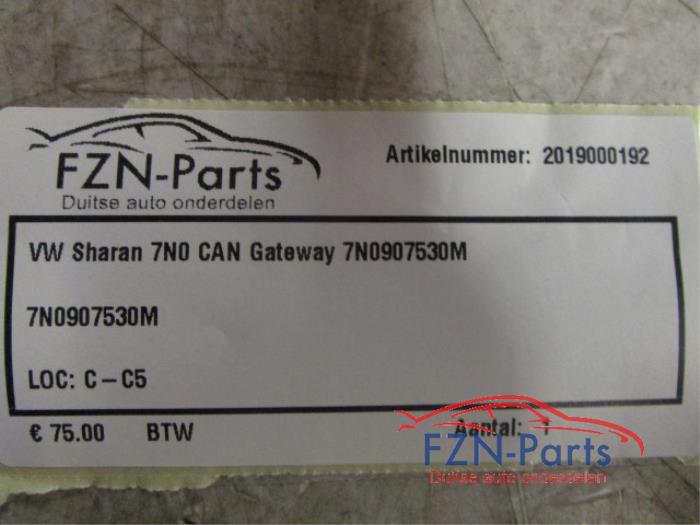 FZN-Parts
Duitse auto onderdelen
Artikelnummer: 2019000192
VW Sharan 7N0 CAN Gateway 7N0907530M
7N0907530M
LOC: C-C5
€ 75.00 BTW
Aantal: 1
FZN-Parts
Duitse auto onderdelen